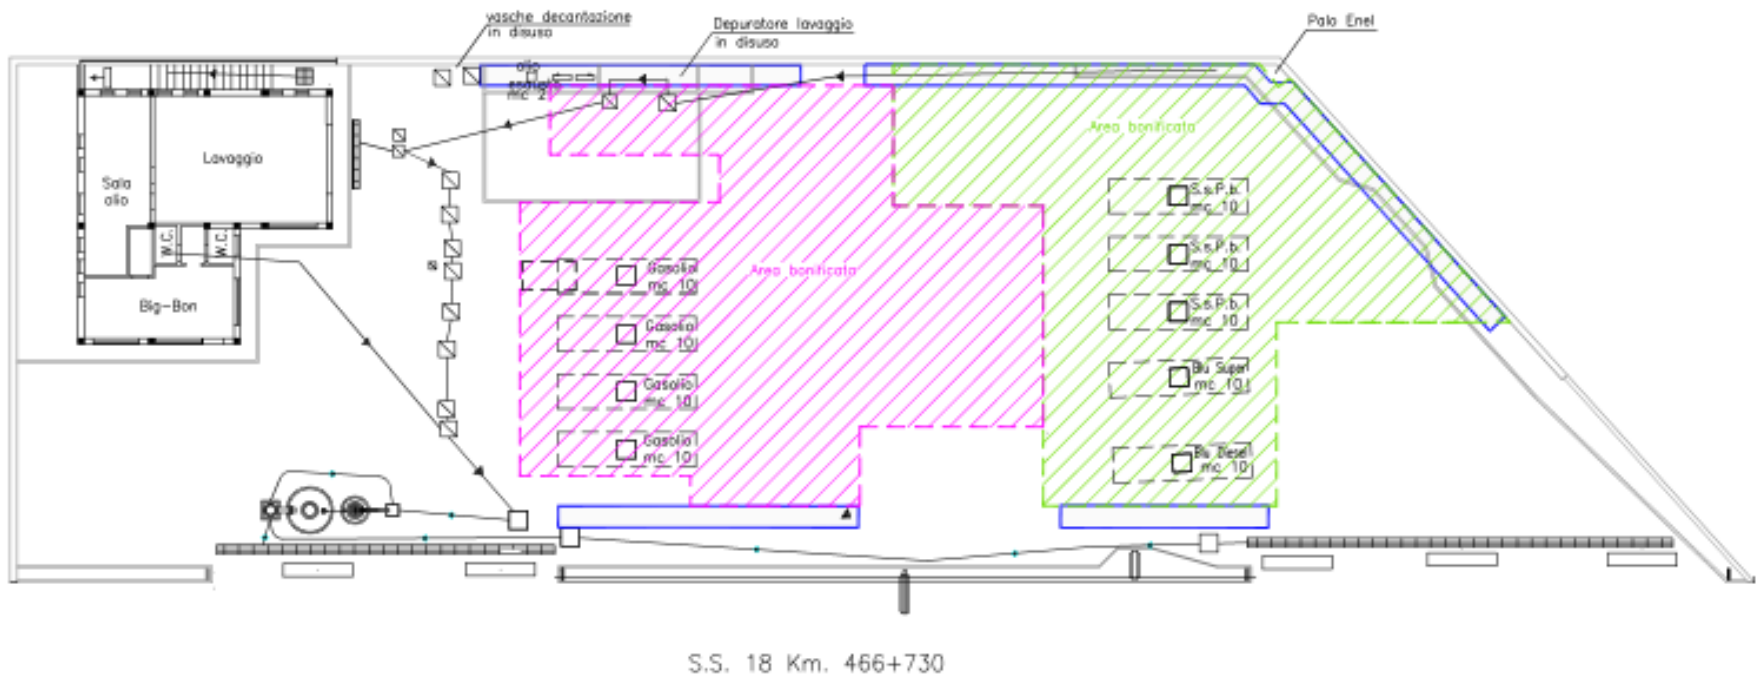 vasche decantazione
in disuso
Depuratore lavaggio
in disuso
Palo Enel
olio
mc 2
Lavaggio
Sala
olio
W.C.
W.C.
Big-Bon
Area bonificata
Area bonificata
S.s.P.b.
mc 10
S.s.P.b.
mc 10
S.s.P.b.
mc 10
Blu Super
mc 10
Blu Diesel
mc 10
Gasolio
mc 10
Gasolio
mc 10
Gasolio
mc 10
Gasolio
mc 10
S.S. 18 Km. 466+730